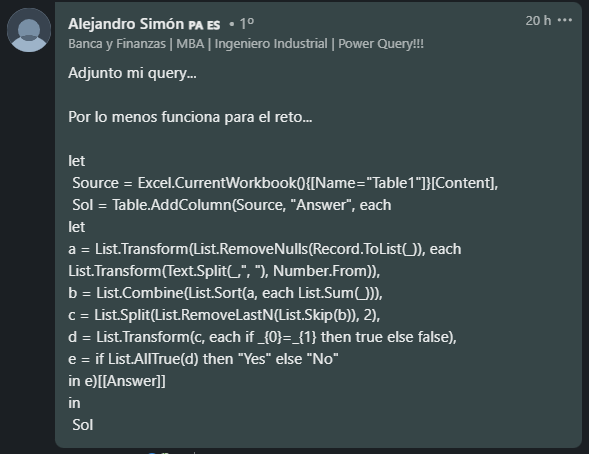 Alejandro Simón PA ES • 1º
20 h •••
Banca y Finanzas | MBA | Ingeniero Industrial | Power Query!!!
Adjunto mi query...
Por lo menos funciona para el reto...
let
Source = Excel.CurrentWorkbook(){[Name="Table1"]}[Content],
Sol = Table.AddColumn(Source, "Answer", each
let
a = List.Transform(List.RemoveNulls(Record.ToList(_)), each
List.Transform(Text.Split(_,", "), Number.From)),
b = List.Combine(List.Sort(a, each List.Sum(_))),
c = List.Split(List.RemoveLastN(List.Skip(b)), 2),
d = List.Transform(c, each if _{0}=_{1} then true else false),
e = if List.AllTrue(d) then "Yes" else "No"
in e)[[Answer]]
in
Sol